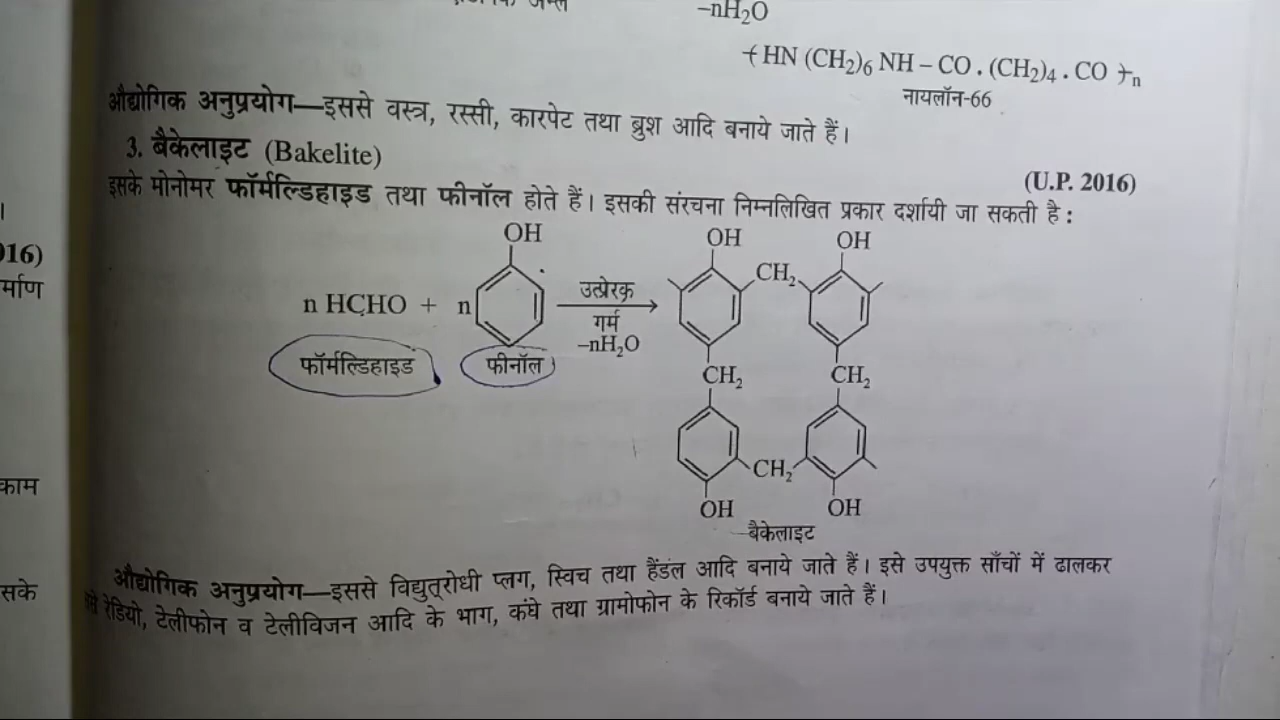 –nH₂O
⟮ HN (CH₂)₆ NH – CO . (CH₂)₄ . CO ⟯n
नायलॉन-66
औद्योगिक अनुप्रयोग—इससे वस्त्र, रस्सी, कारपेट तथा ब्रुश आदि बनाये जाते हैं।
3. बैकेलाइट (Bakelite)
(U.P. 2016)
इसके मोनोमर फॉर्मल्डिहाइड तथा फीनॉल होते हैं। इसकी संरचना निम्नलिखित प्रकार दर्शायी जा सकती है :
016)
र्माण
OH OH OH
CH₂
n HCHO + n उत्प्रेरक
गर्म
–nH₂O
फॉर्मल्डिहाइड फीनॉल
CH₂ CH₂
CH₂
काम
OH OH
बैकेलाइट
औद्योगिक अनुप्रयोग—इससे विद्युत्‌रोधी प्लग, स्विच तथा हैंडल आदि बनाये जाते हैं। इसे उपयुक्त साँचों में ढालकर
सके
रेडियो, टेलीफोन व टेलीविजन आदि के भाग, कंघे तथा ग्रामोफोन के रिकॉर्ड बनाये जाते हैं।